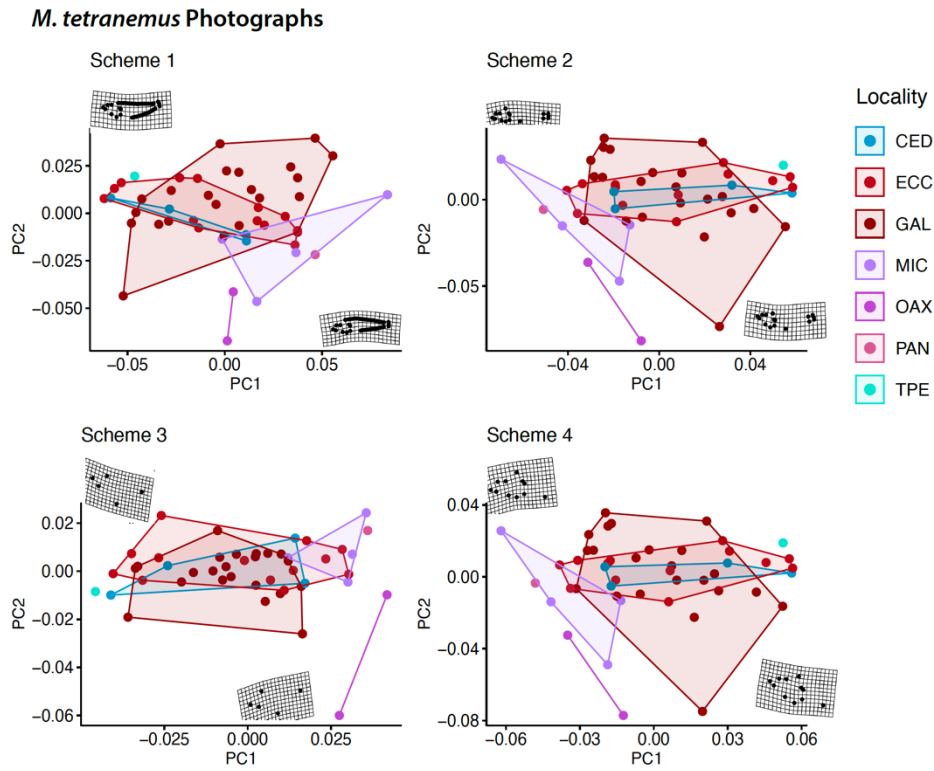 M. tetranemus Photographs
Scheme 1
PC2
0.025
0.000
−0.025
−0.050
−0.05
0.00
0.05
PC1
Scheme 2
PC2
0.00
−0.05
−0.04
0.00
0.04
PC1
Locality
CED
ECC
GAL
MIC
OAX
PAN
TPE
Scheme 3
PC2
0.02
0.00
−0.02
−0.04
−0.06
−0.025
0.000
0.025
PC1
Scheme 4
PC2
0.04
0.00
−0.04
−0.08
−0.06
−0.03
0.00
0.03
0.06
PC1